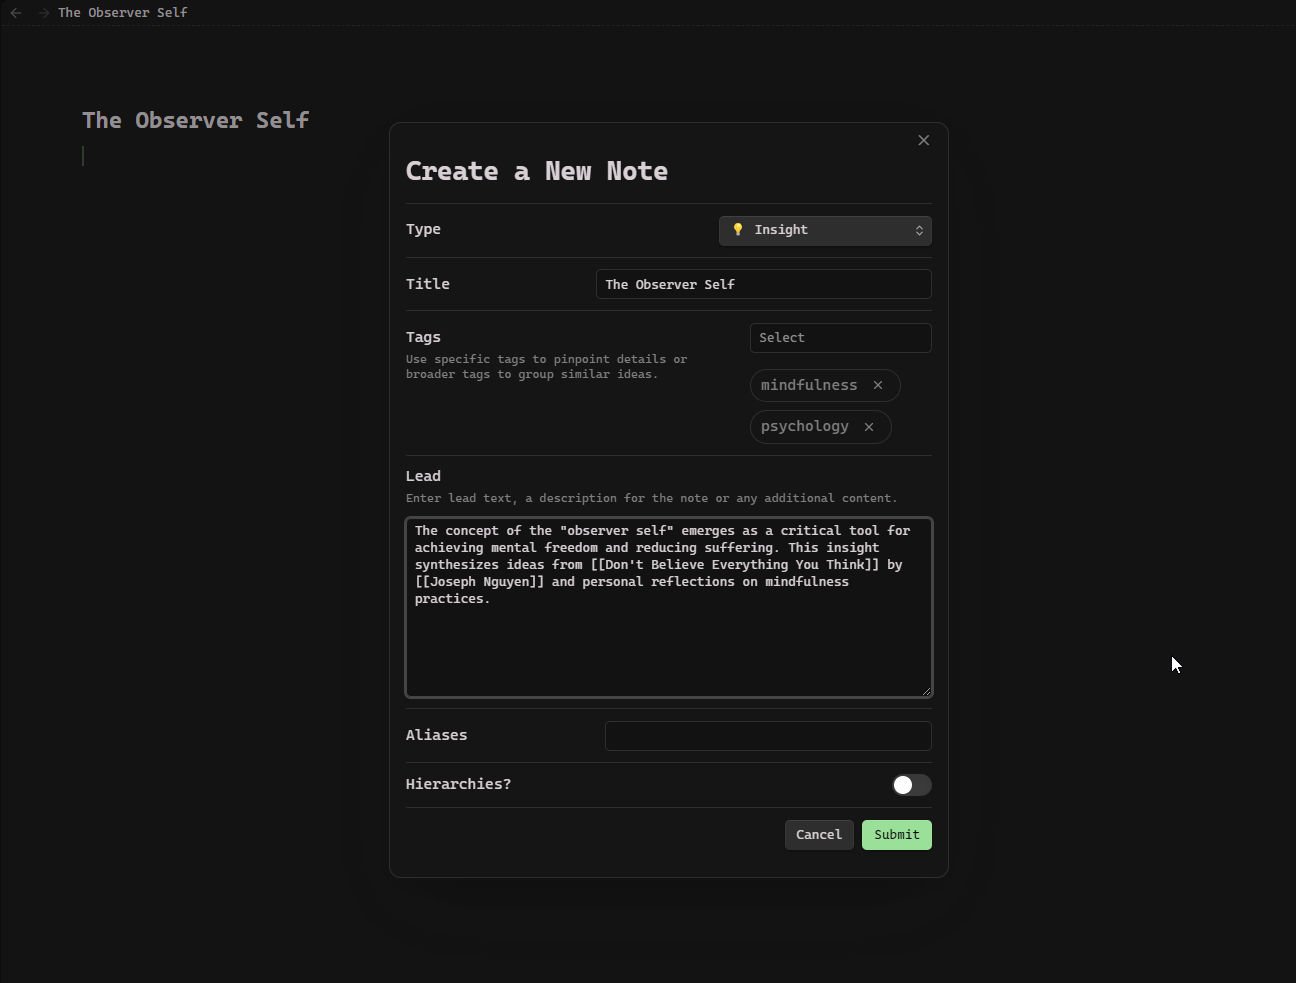 The Observer Self
The Observer Self
Create a New Note
Type
💡 Insight
Title
The Observer Self
Tags
Use specific tags to pinpoint details or
broader tags to group similar ideas.
Select
mindfulness
psychology
Lead
Enter lead text, a description for the note or any additional content.
The concept of the "observer self" emerges as a critical tool for
achieving mental freedom and reducing suffering. This insight
synthesizes ideas from [[Don't Believe Everything You Think]] by
[[Joseph Nguyen]] and personal reflections on mindfulness
practices.
Aliases
Hierarchies?
Cancel
Submit